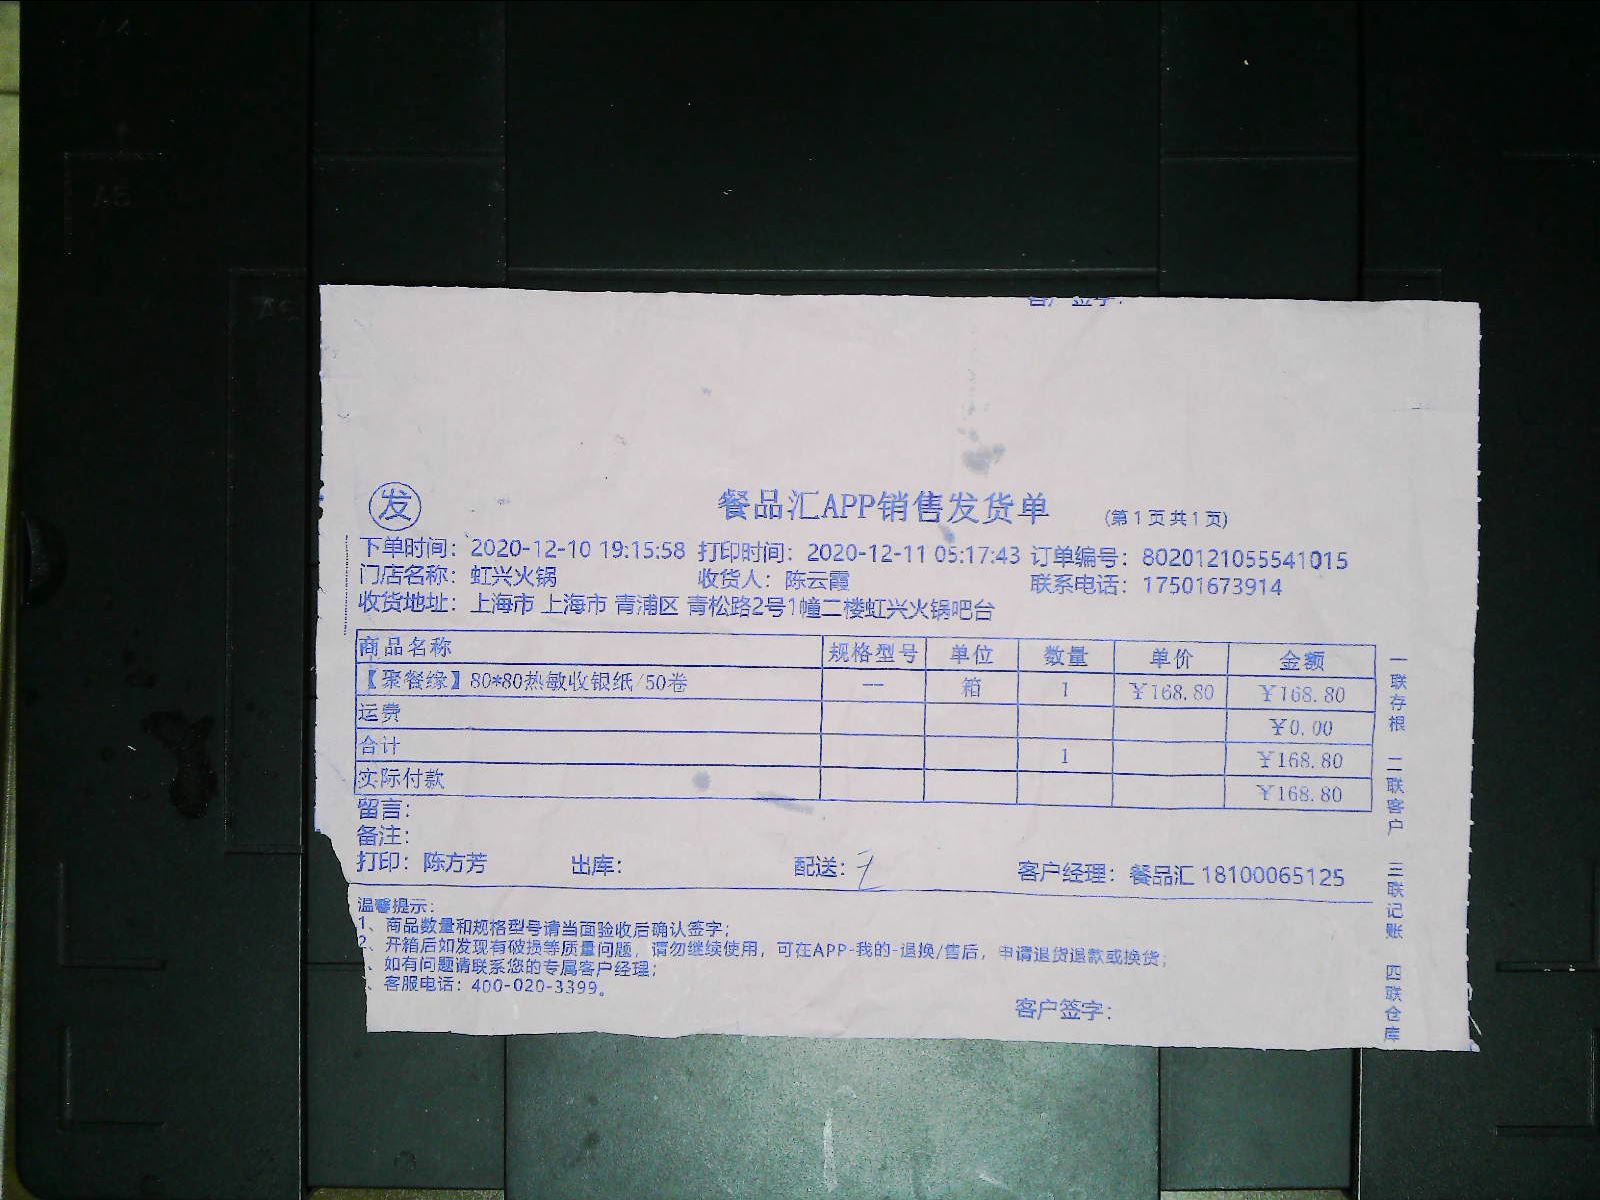 客户签字：
发
餐品汇APP销售发货单 (第1页共1页)
下单时间：2020-12-10 19:15:58 打印时间：2020-12-11 05:17:43 订单编号：8020121055541015
门店名称：虹兴火锅 收货人：陈云霞 联系电话：17501673914
收货地址：上海市 上海市 青浦区 青松路2号1幢二楼虹兴火锅吧台
商品名称 规格型号 单位 数量 单价 金额
【聚餐缘】80*80热敏收银纸/50卷 -- 箱 1 ￥168.80 ￥168.80
运费 ￥0.00
合计 1 ￥168.80
实际付款 ￥168.80
留言：
备注：
打印：陈方芳 出库： 配送： 客户经理：餐品汇 18100065125
温馨提示：
1、商品数量和规格型号请当面验收后确认签字；
2、开箱后如发现有破损等质量问题，请勿继续使用，可在APP-我的-退换/售后，申请退货退款或换货；
、如有问题请联系您的专属客户经理；
、客服电话：400-020-3399。
客户签字：
一联存根 二联客户 三联记账 四联仓库
A5